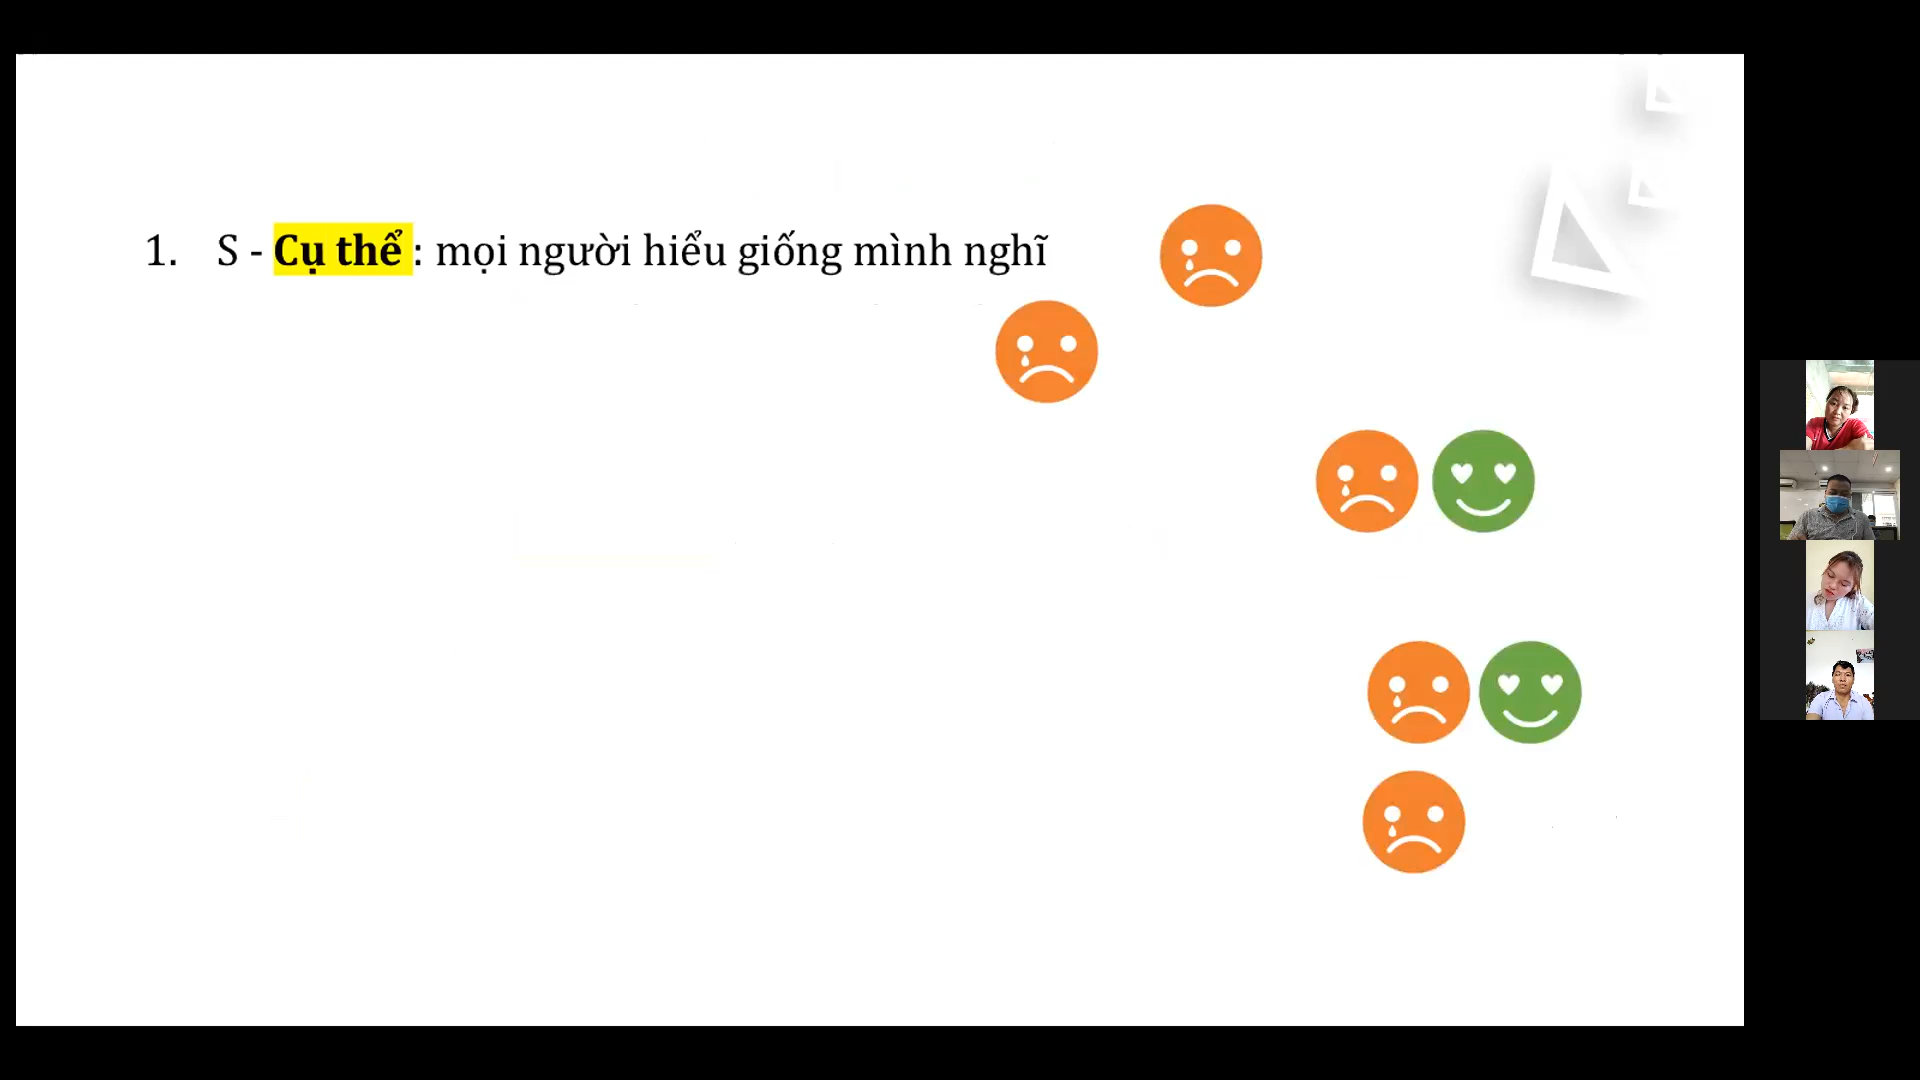 1. S - Cụ thể : mọi người hiểu giống mình nghĩ